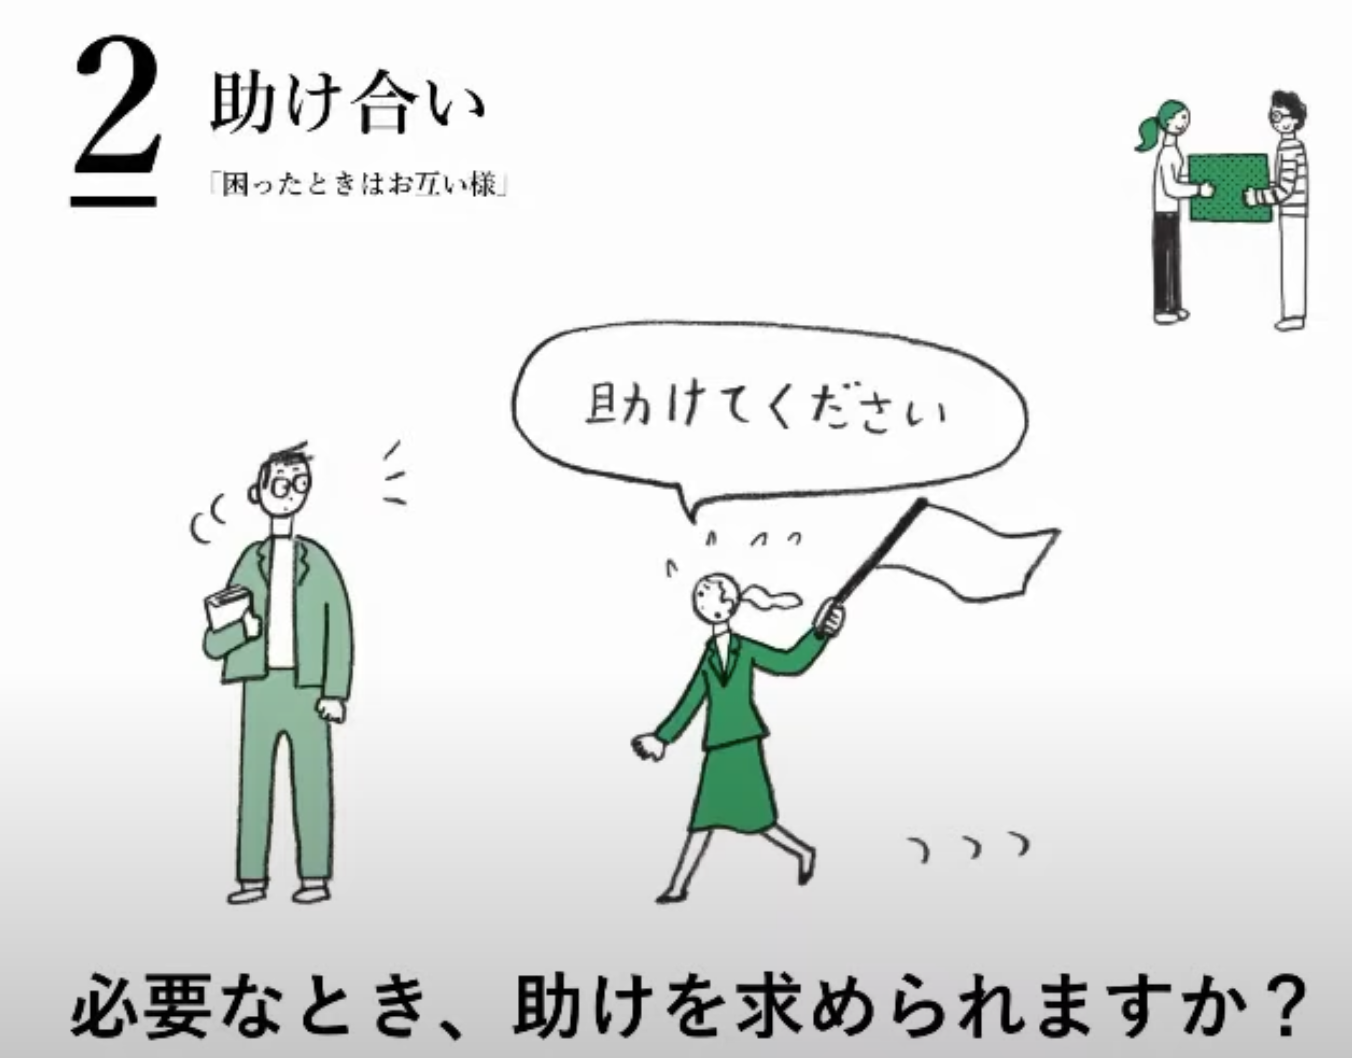 2
助け合い
「困ったときはお互い様」
助けてください
必要なとき、助けを求められますか？